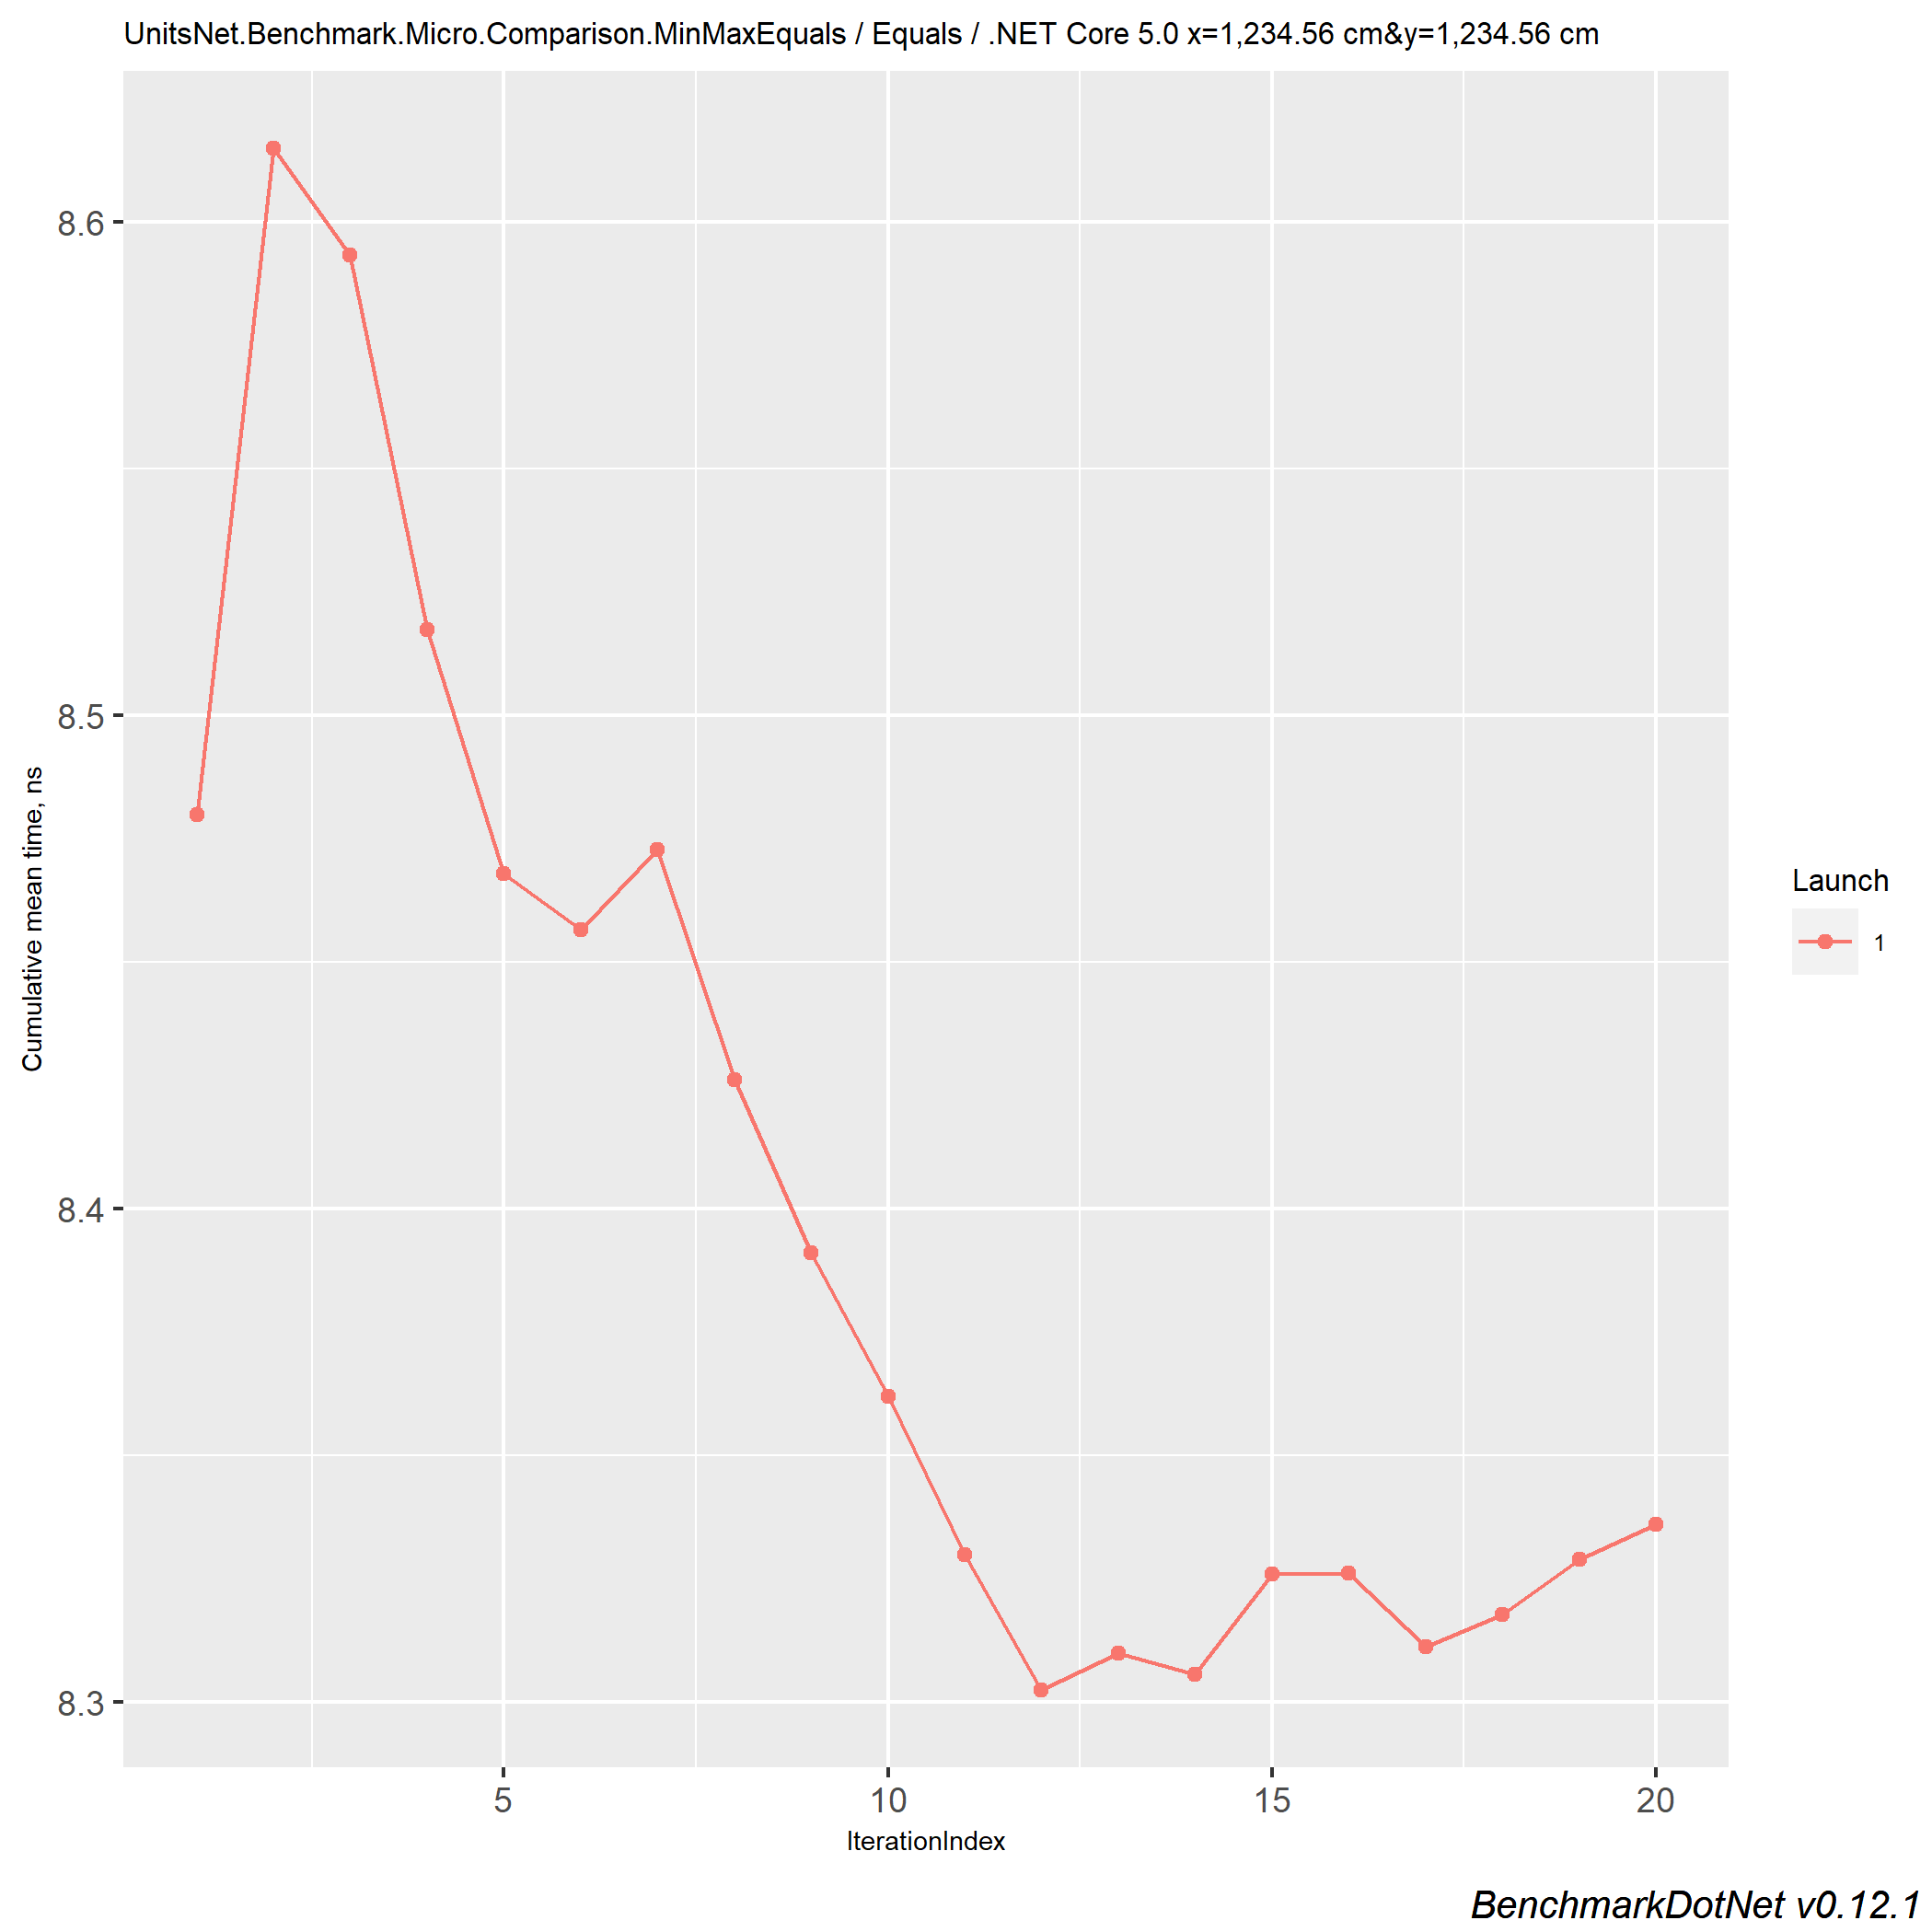 UnitsNet.Benchmark.Micro.Comparison.MinMaxEquals / Equals / .NET Core 5.0 x=1,234.56 cm&y=1,234.56 cm
Cumulative mean time, ns
8.6
8.5
8.4
8.3
5
10
15
20
IterationIndex
Launch
1
BenchmarkDotNet v0.12.1